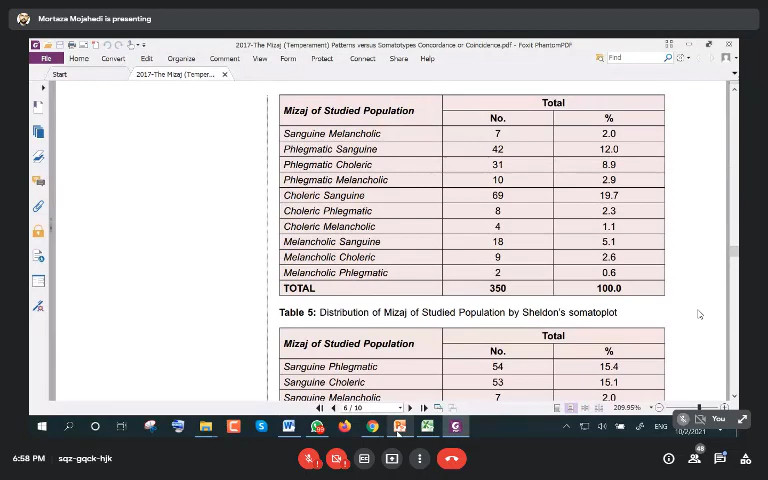 Mortaza Mojahedi is presenting
2017-The Mizaj (Temperament) Patterns versus Somatotypes Concordance or Coincidence.pdf - Foxit PhantomPDF
File Home Convert Edit Organize Comment View Form Protect Connect Share Help Find
Start 2017-The Mizaj (Temper...
Mizaj of Studied Population Total
No. %
Sanguine Melancholic 7 2.0
Phlegmatic Sanguine 42 12.0
Phlegmatic Choleric 31 8.9
Phlegmatic Melancholic 10 2.9
Choleric Sanguine 69 19.7
Choleric Phlegmatic 8 2.3
Choleric Melancholic 4 1.1
Melancholic Sanguine 18 5.1
Melancholic Choleric 9 2.6
Melancholic Phlegmatic 2 0.6
TOTAL 350 100.0
Table 5: Distribution of Mizaj of Studied Population by Sheldon's somatoplot
Mizaj of Studied Population Total
No. %
Sanguine Phlegmatic 54 15.4
Sanguine Choleric 53 15.1
Sanguine Melancholic 7 2.0
6 / 10 209.95%
You
ENG
10/2/2021
48
6:58 PM sqz-gqck-hjk